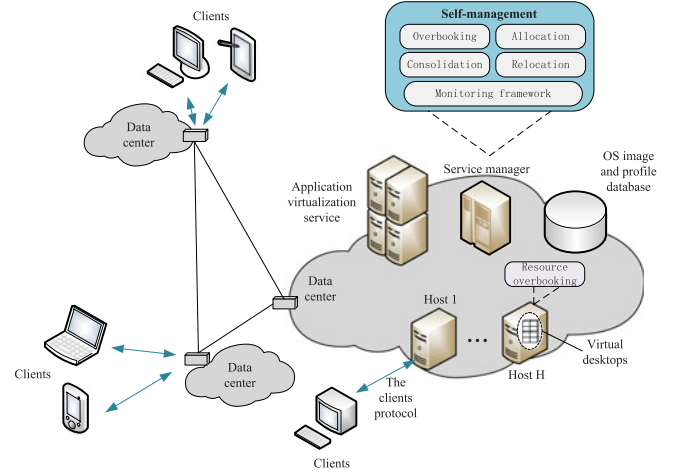 Clients
Self-management
Overbooking
Allocation
Consolidation
Relocation
Monitoring framework
Data
center
Service manager
OS image
and profile
database
Application
virtualization
service
Resource
overbooking
Data
center
Host 1
...
Virtual
desktops
Host H
Data
center
Clients
The
clients
protocol
Clients